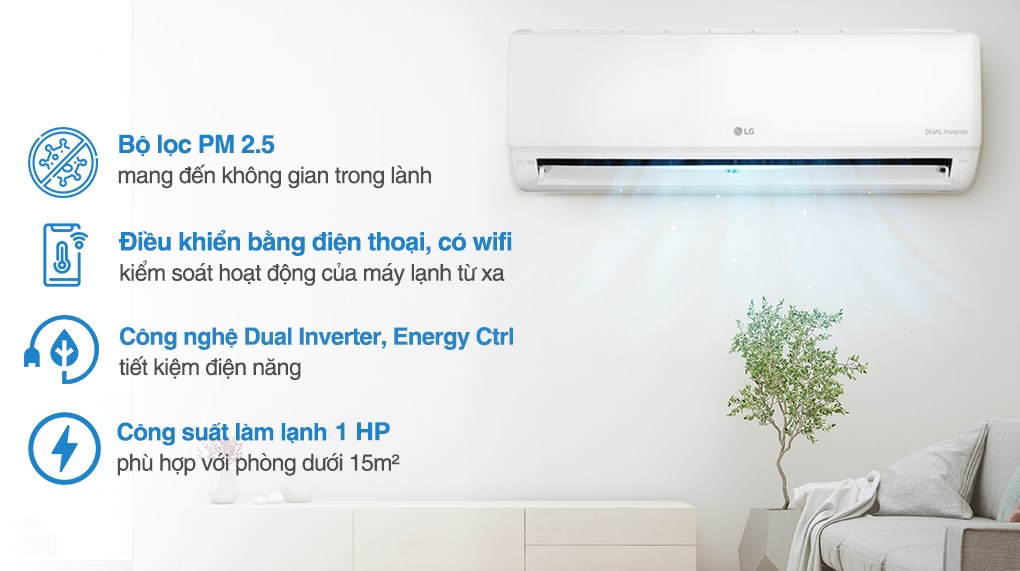 LG
DUAL Inverter
Bộ lọc PM 2.5
mang đến không gian trong lành
Điều khiển bằng điện thoại, có wifi
kiểm soát hoạt động của máy lạnh từ xa
Công nghệ Dual Inverter, Energy Ctrl
tiết kiệm điện năng
Công suất làm lạnh 1 HP
phù hợp với phòng dưới 15m²